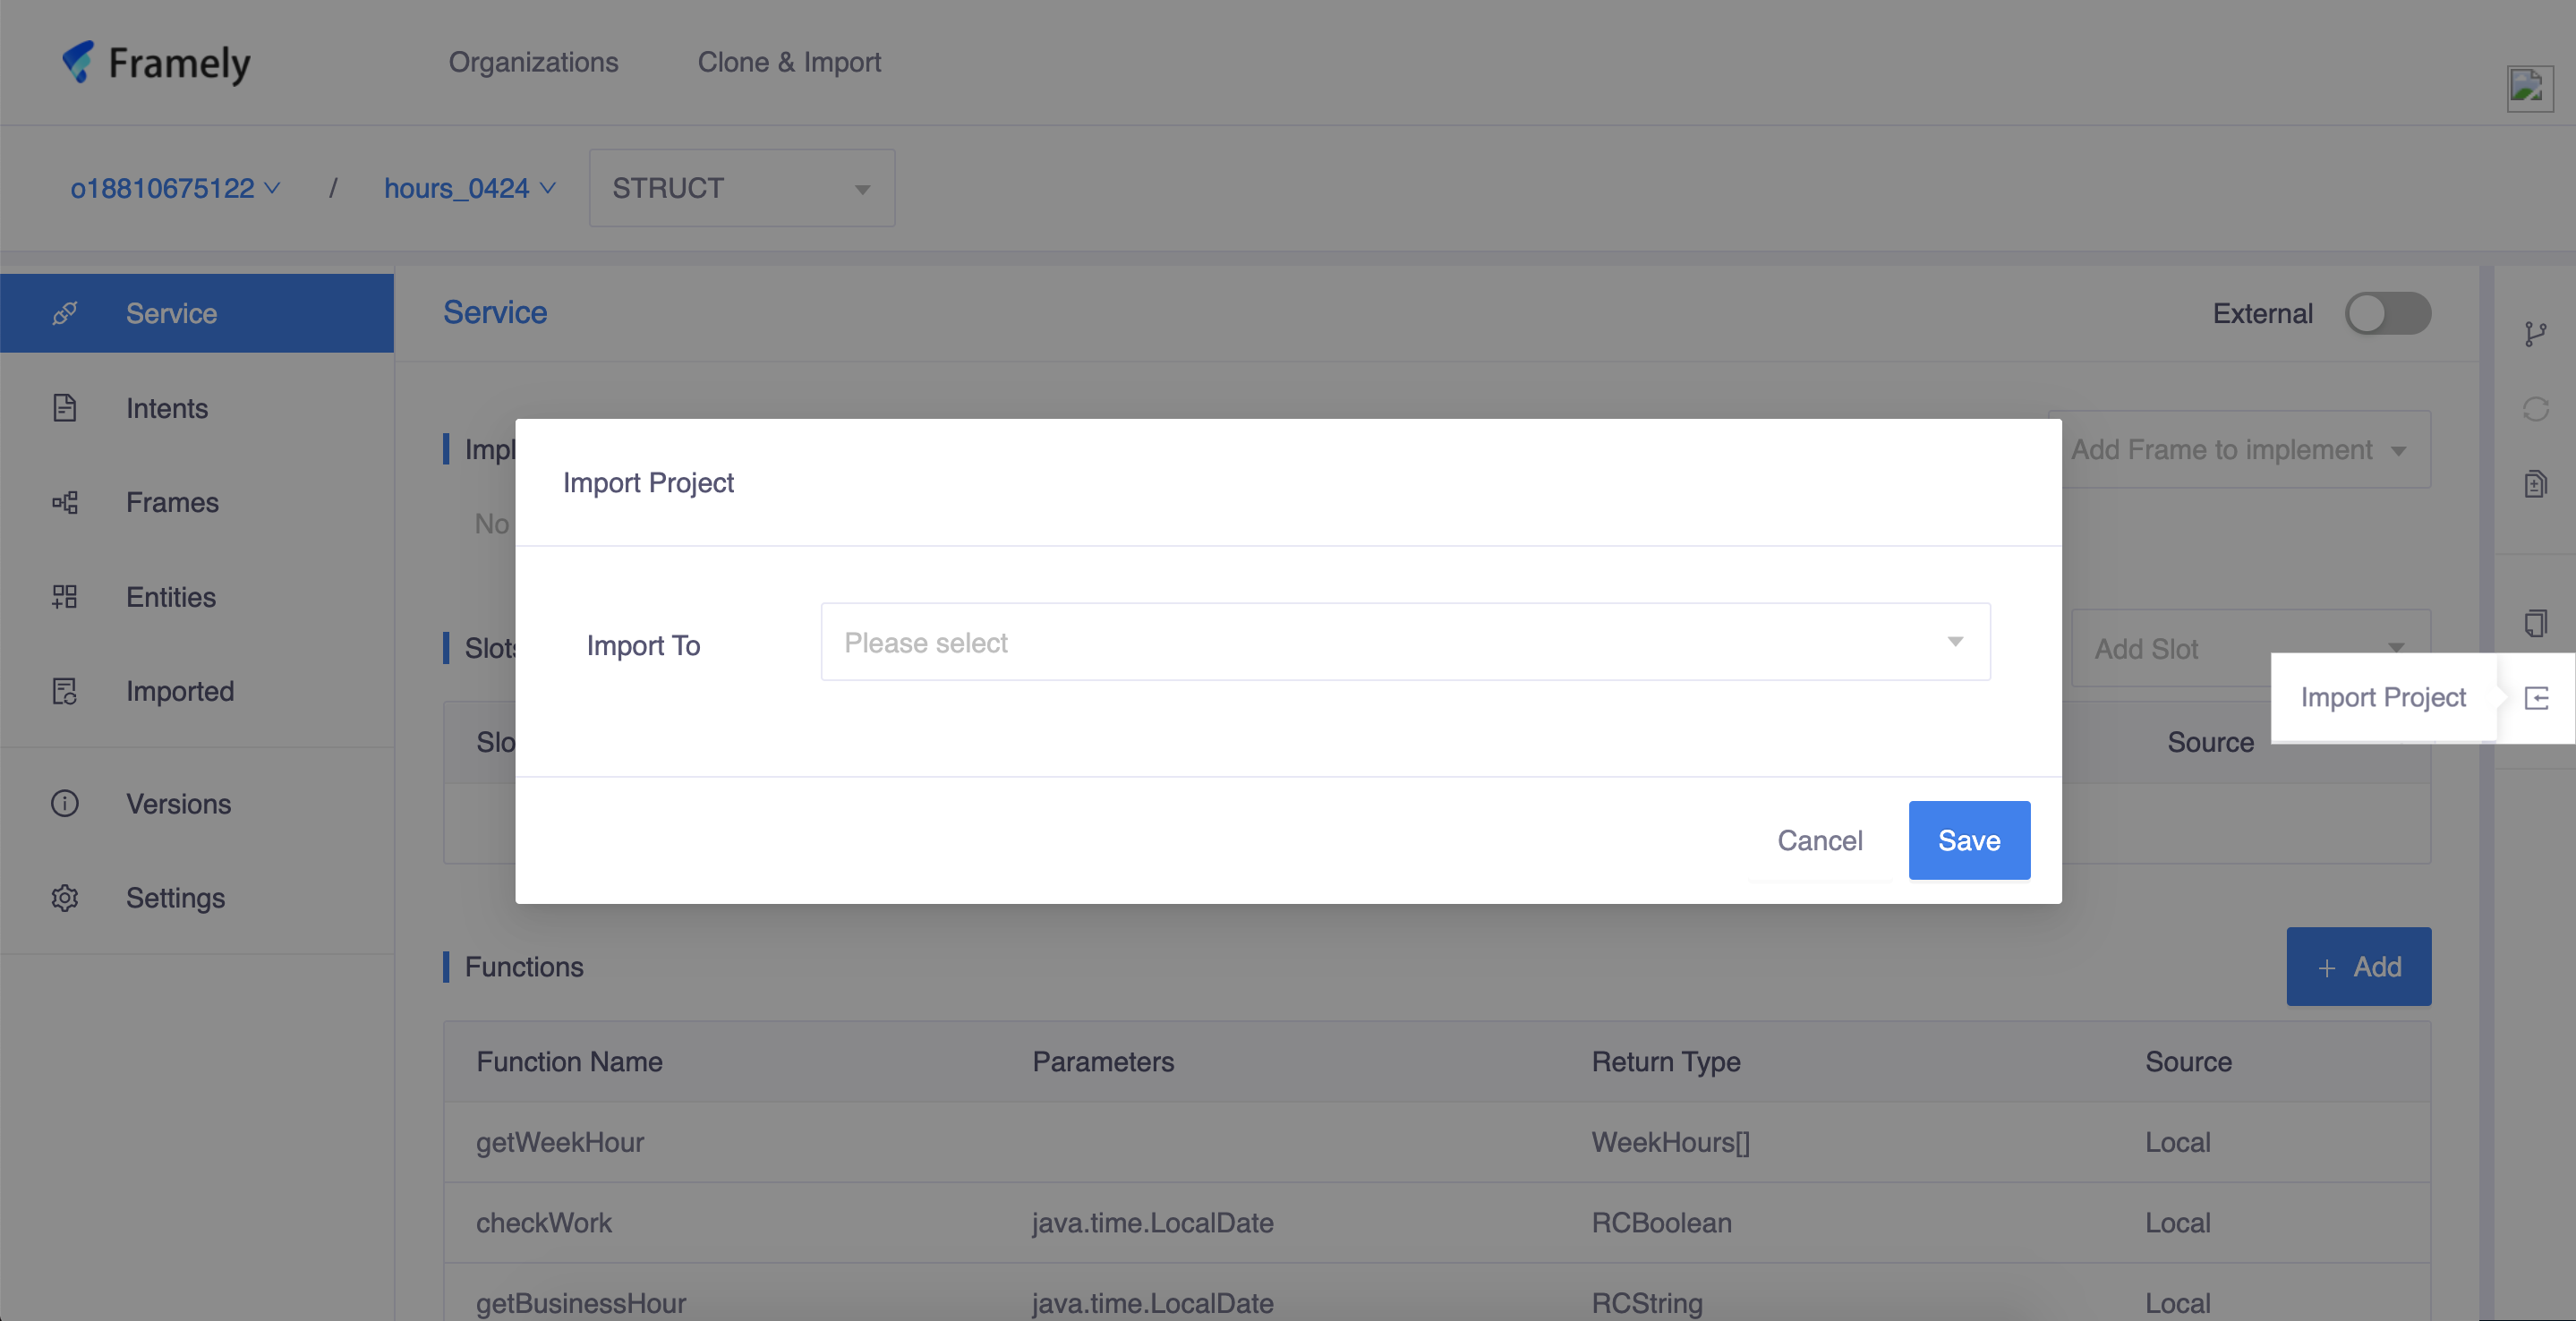 Framely
Organizations
Clone & Import
o18810675122
/
hours_0424
STRUCT
Service
Intents
Frames
Entities
Imported
Versions
Settings
Service
External
Add Frame to implement
No
Add Slot
Source
Import Project
Import To
Please select
Cancel
Save
Import Project
Functions
+ Add
Function Name Parameters Return Type Source
getWeekHour WeekHours[] Local
checkWork java.time.LocalDate RCBoolean Local
getBusinessHour java.time.LocalDate RCString Local